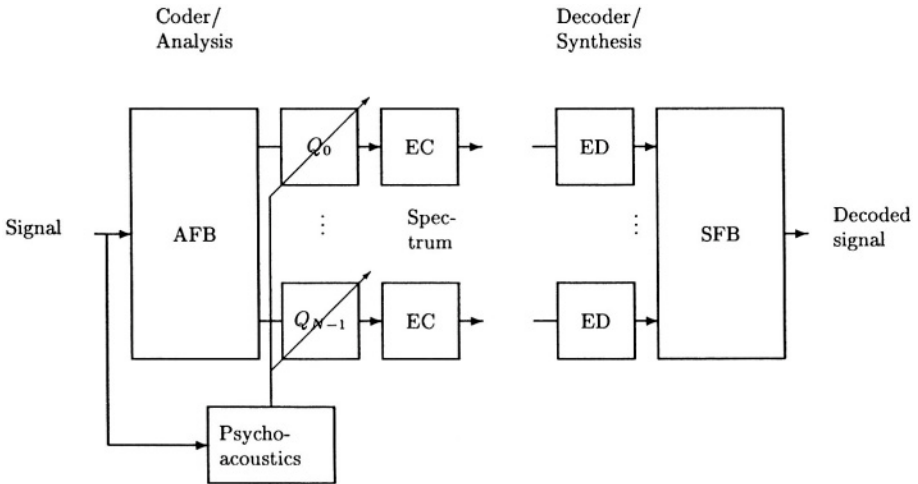 Coder/
Analysis
Decoder/
Synthesis
Q₀
EC
ED
Signal
AFB
⋮
Spec-
trum
⋮
SFB
Decoded
signal
Q_{N−1}
EC
ED
Psycho-
acoustics